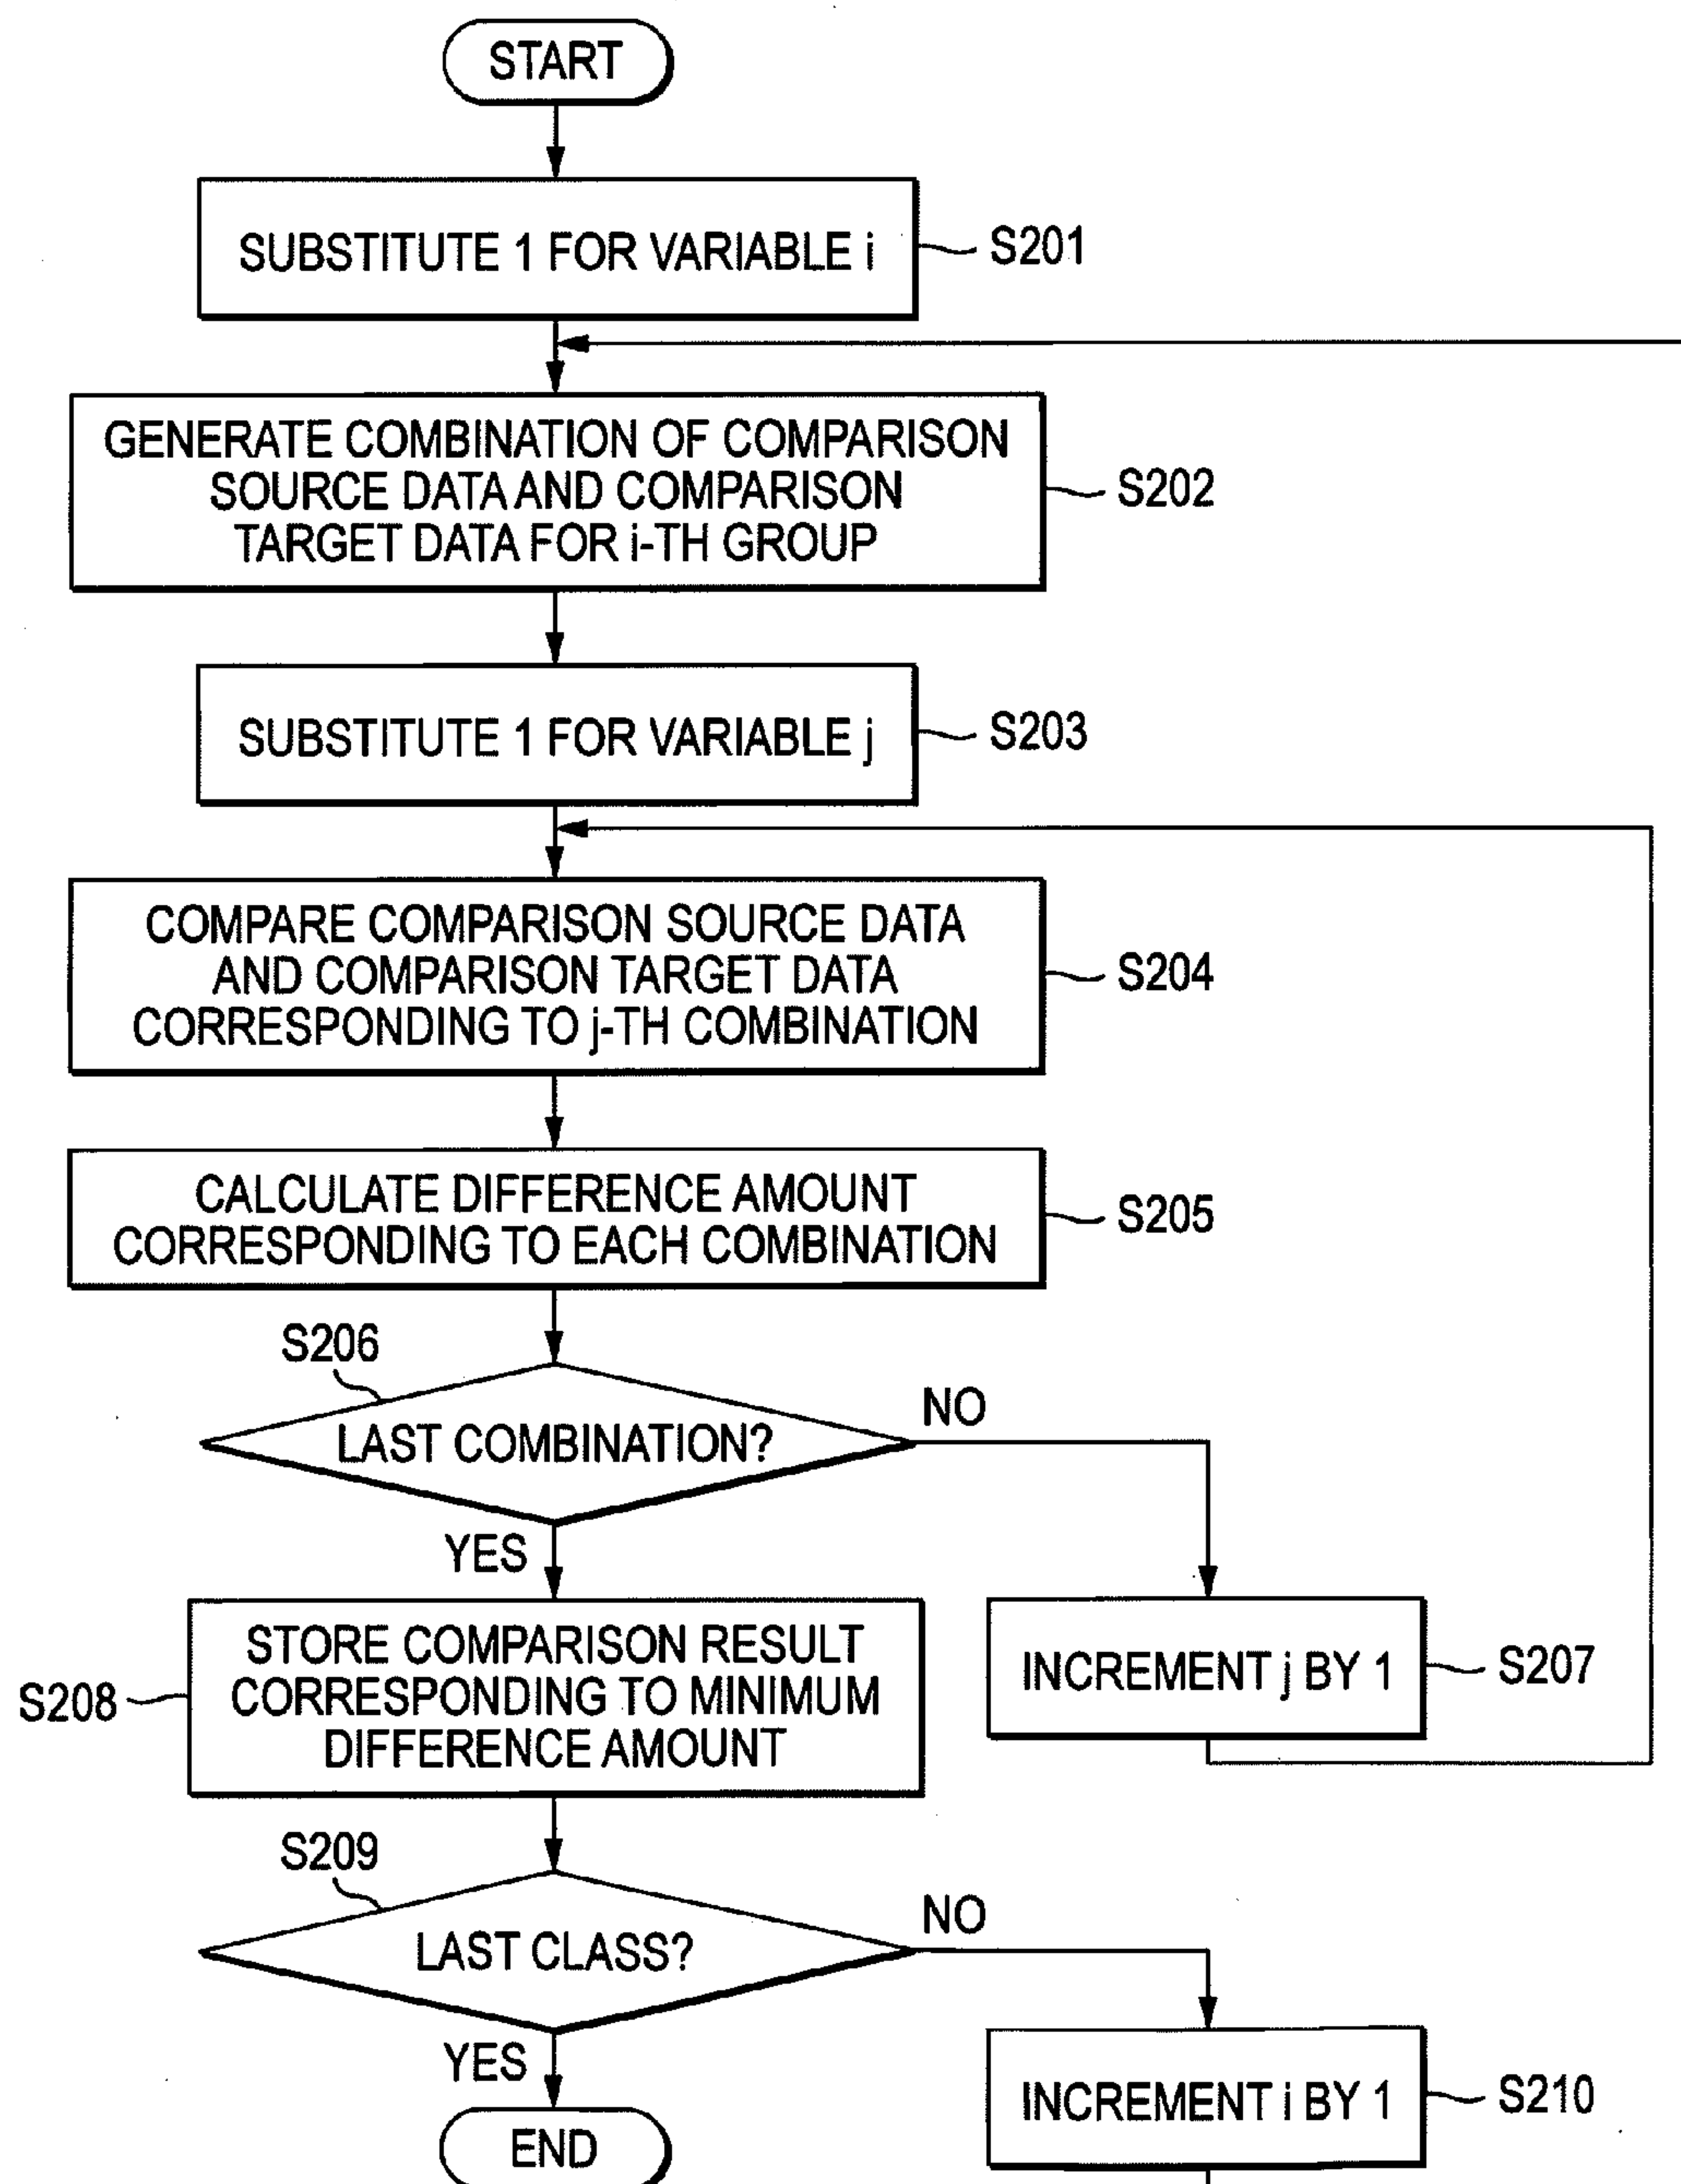 START
SUBSTITUTE 1 FOR VARIABLE i
S201
GENERATE COMBINATION OF COMPARISON
SOURCE DATA AND COMPARISON
TARGET DATA FOR i-TH GROUP
S202
SUBSTITUTE 1 FOR VARIABLE j
S203
COMPARE COMPARISON SOURCE DATA
AND COMPARISON TARGET DATA
CORRESPONDING TO j-TH COMBINATION
S204
CALCULATE DIFFERENCE AMOUNT
CORRESPONDING TO EACH COMBINATION
S205
S206
LAST COMBINATION?
NO
YES
STORE COMPARISON RESULT
CORRESPONDING TO MINIMUM
DIFFERENCE AMOUNT
S208
INCREMENT j BY 1
S207
S209
LAST CLASS?
NO
YES
INCREMENT i BY 1
S210
END